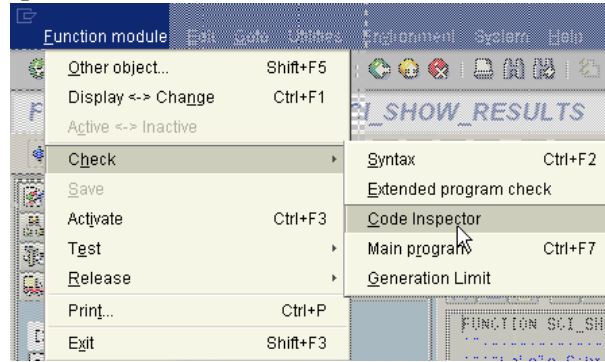 Function module Edit Goto Utilities Environment System Help
Other object... Shift+F5
Display <-> Change Ctrl+F1
CI_SHOW_RESULTS
Active <-> Inactive
Check
Syntax Ctrl+F2
Save
Extended program check
Activate Ctrl+F3
Code Inspector
Test
Main program Ctrl+F7
Release
Generation Limit
Print... Ctrl+P
FUNCTION SCI_SH
Exit Shift+F3